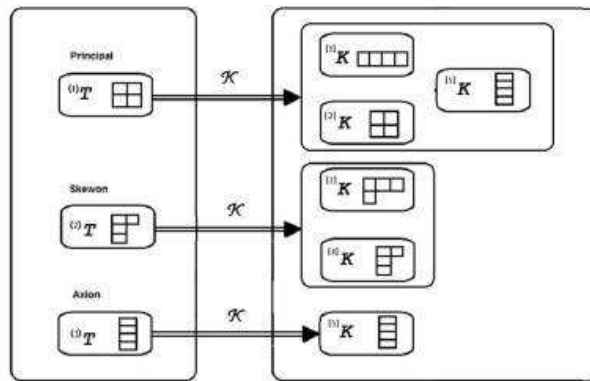 Principal
(1)T
𝒦
[1]K
[5]K
[3]K
Skewon
(2)T
𝒦
[2]K
[4]K
Axion
(3)T
𝒦
[5]K